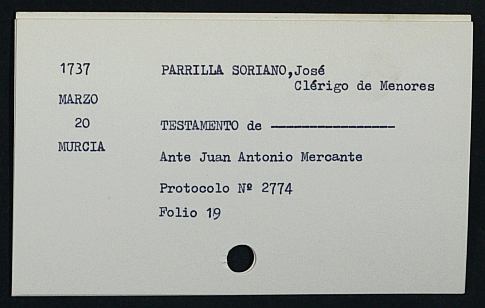 1737 PARRILLA SORIANO, José
Clérigo de Menores
MARZO
20 TESTAMENTO de ----------------
MURCIA
Ante Juan Antonio Mercante
Protocolo Nº 2774
Folio 19